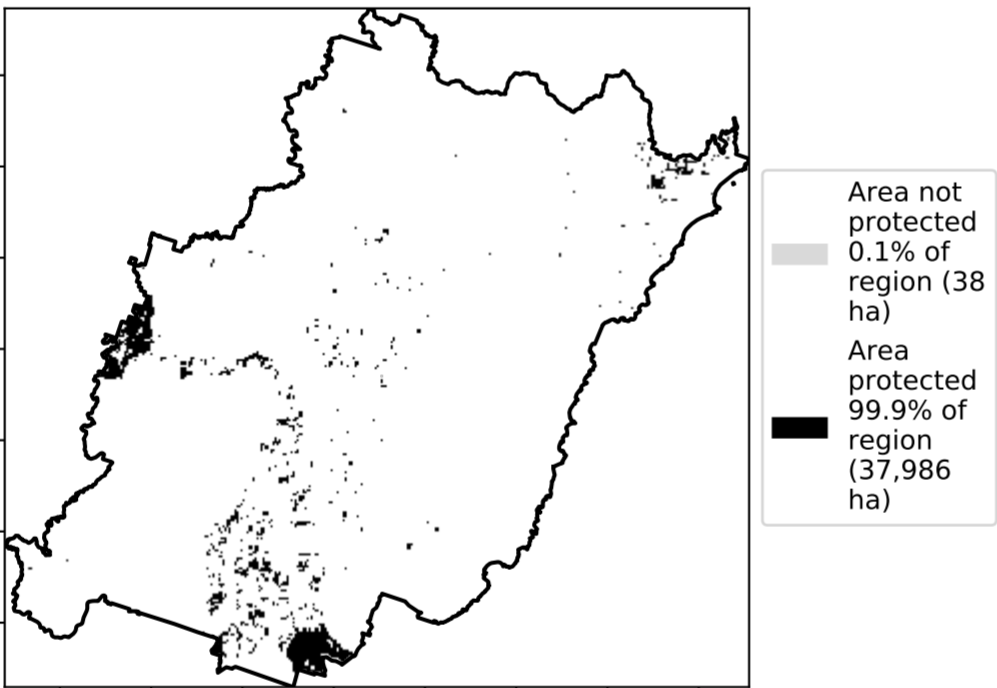 Area not
protected
0.1% of
region (38
ha)
Area
protected
99.9% of
region
(37,986
ha)